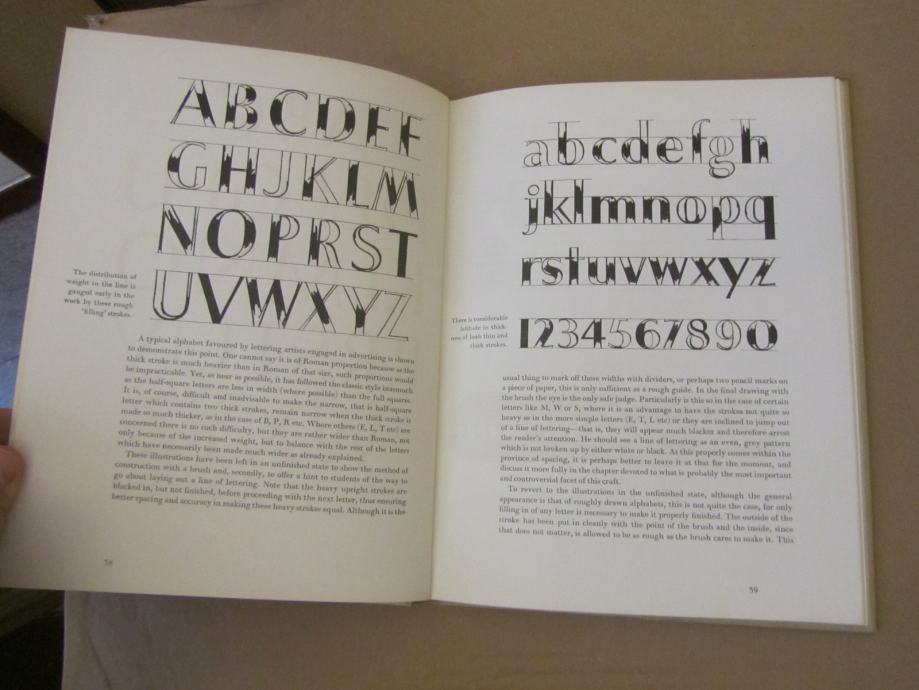 ABCDEF
GHIJKLM
NOPRST
UVWXYZ
The distribution of
weight in the line is
gauged early in the
work by these rough
'filling' strokes.
A typical alphabet favoured by lettering artists engaged in advertising is shown
to demonstrate this point. One cannot say it is of Roman proportion because as the
thick stroke is much heavier than in Roman of that size, such proportions would
be impracticable. Yet, as near as possible, it has followed the classic style inasmuch
as the half-square letters are less in width (where possible) than the full squares.
It is, of course, difficult and inadvisable to make the narrow, that is half-square
letter which contains two thick strokes, remain narrow when the thick stroke is
made so much thicker, as in the case of B, P, R etc. Where others (E, L, T etc) are
concerned there is no such difficulty, but they are rather wider than Roman, not
only because of the increased weight, but to balance with the rest of the letters
which have necessarily been made much wider as already explained.
These illustrations have been left in an unfinished state to show the method of
construction with a brush and, secondly, to offer a hint to students of the way to
go about laying out a line of lettering. Note that the heavy upright strokes are
blacked in, but not finished, before proceeding with the next letter, thus ensuring
better spacing and accuracy in making these heavy strokes equal. Although it is the
58
abcdefgh
jklmnopq
rstuvwxyz
1234567890
There is considerable
latitude in thick-
ness of both thin and
thick strokes.
usual thing to mark off these widths with dividers, or perhaps two pencil marks on
a piece of paper, this is only sufficient as a rough guide. In the final drawing with
the brush the eye is the only safe judge. Particularly is this so in the case of certain
letters like M, W or S, where it is an advantage to have the strokes not quite so
heavy as in the more simple letters (E, T, L etc) or they are inclined to jump out
of a line of lettering—that is, they will appear much blacker and therefore arrest
the reader's attention. He should see a line of lettering as an even, grey pattern
which is not broken up by either white or black. As this properly comes within the
province of spacing, it is perhaps better to leave it at that for the moment, and
discuss it more fully in the chapter devoted to what is probably the most important
and controversial facet of this craft.
To revert to the illustrations in the unfinished state, although the general
appearance is that of roughly drawn alphabets, this is not quite the case, for only
filling in of any letter is necessary to make it properly finished. The outside of the
stroke has been put in cleanly with the point of the brush and the inside, since
that does not matter, is allowed to be as rough as the brush cares to make it. This
59